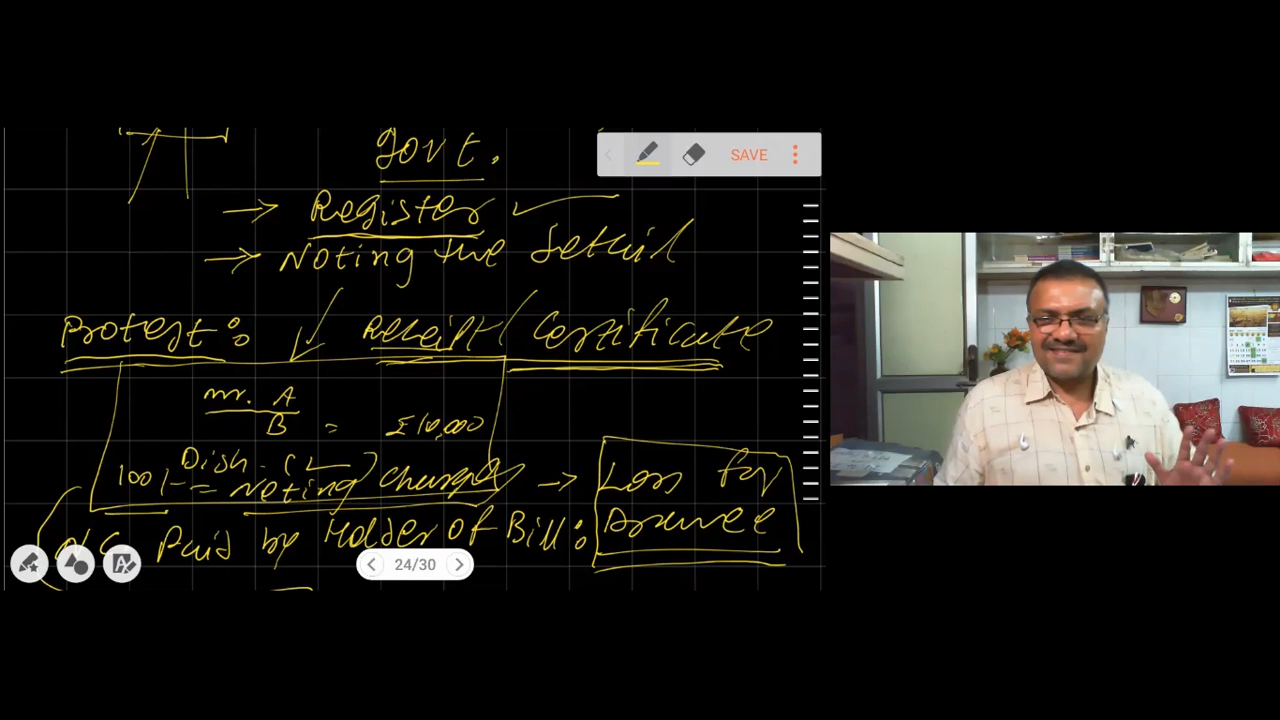 Govt.
SAVE
→ Register ✓
→ Noting the Detail
Protest: Receipt / Certificate
Mr. A
B = ₹10,000
100/- Dish. (✓)
= Noting Charges → Loss for
Drawee
N.C. Paid by Holder of Bill:
24/30